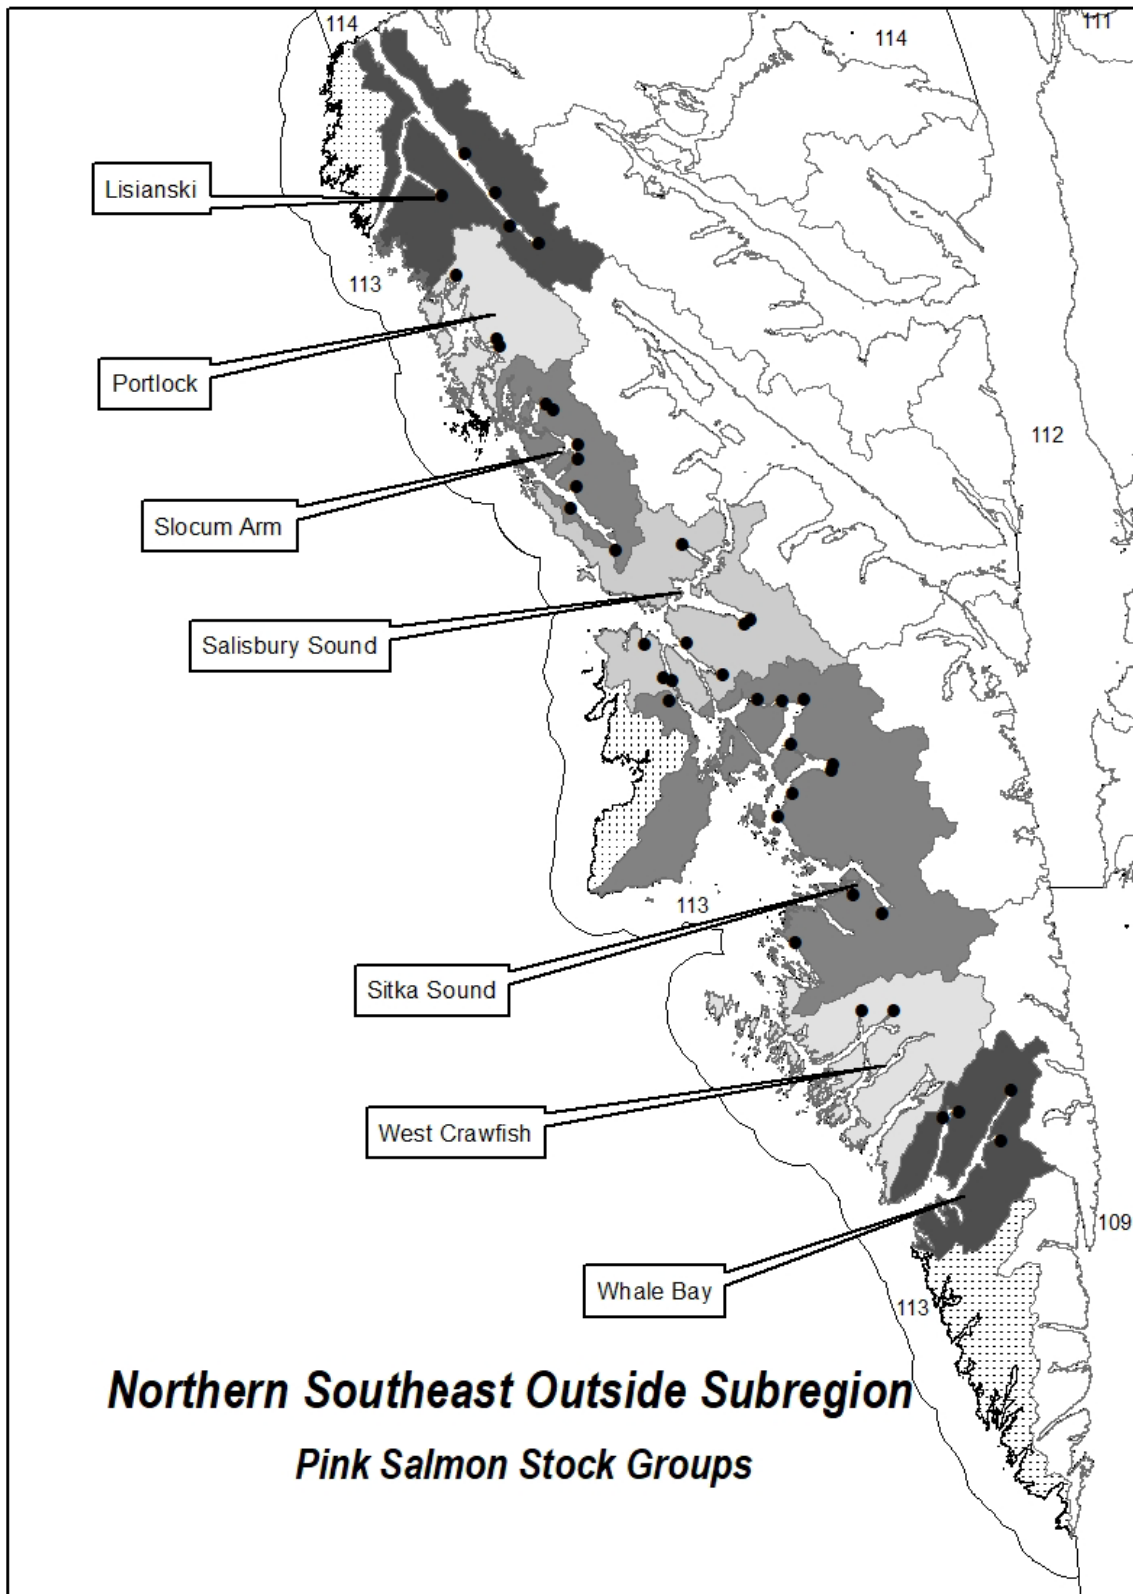 114
111
114
Lisianski
113
Portlock
112
Slocum Arm
Salisbury Sound
113
Sitka Sound
West Crawfish
109
Whale Bay
113
Northern Southeast Outside Subregion
Pink Salmon Stock Groups